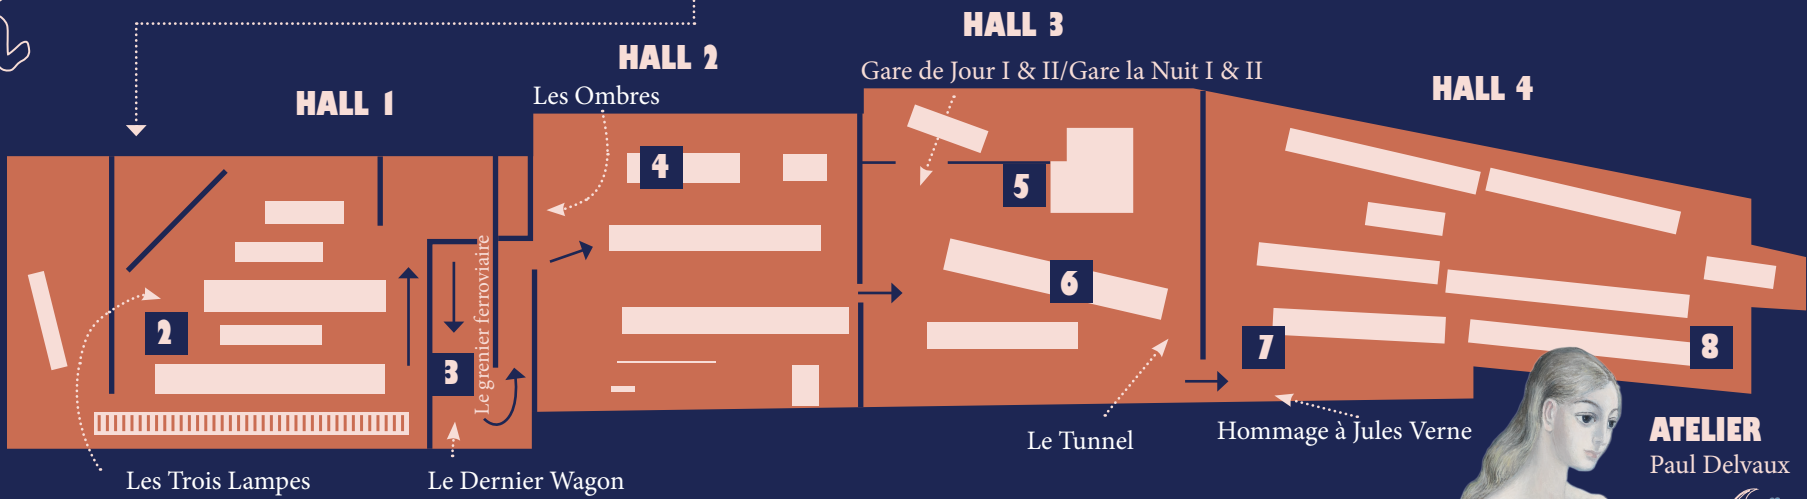 HALL 3
HALL 2
Gare de Jour I & II/Gare la Nuit I & II
HALL 4
HALL 1
Les Ombres
4
5
6
2
7
8
3
Le grenier ferroviaire
Le Tunnel
Hommage à Jules Verne
ATELIER
Paul Delvaux
Les Trois Lampes
Le Dernier Wagon